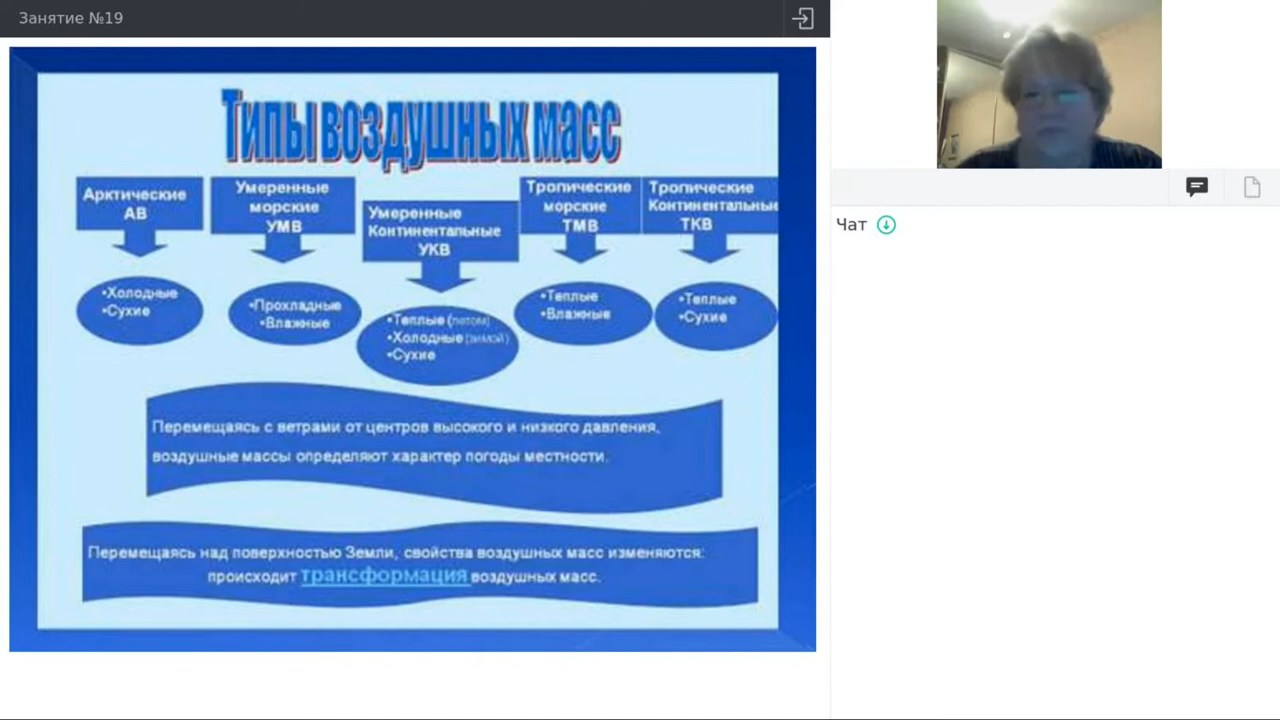 Занятие №19
Типы воздушных масс
Арктические
АВ
Умеренные
морские
УМВ
Умеренные
Континентальные
УКВ
Тропические
морские
ТМВ
Тропические
Континентальные
ТКВ
•Холодные
•Сухие
•Прохладные
•Влажные
•Теплые (летом)
•Холодные (зимой)
•Сухие
•Теплые
•Влажные
•Теплые
•Сухие
Перемещаясь с ветрами от центров высокого и низкого давления,
воздушные массы определяют характер погоды местности.
Перемещаясь над поверхностью Земли, свойства воздушных масс изменяются:
происходит трансформация воздушных масс.
Чат